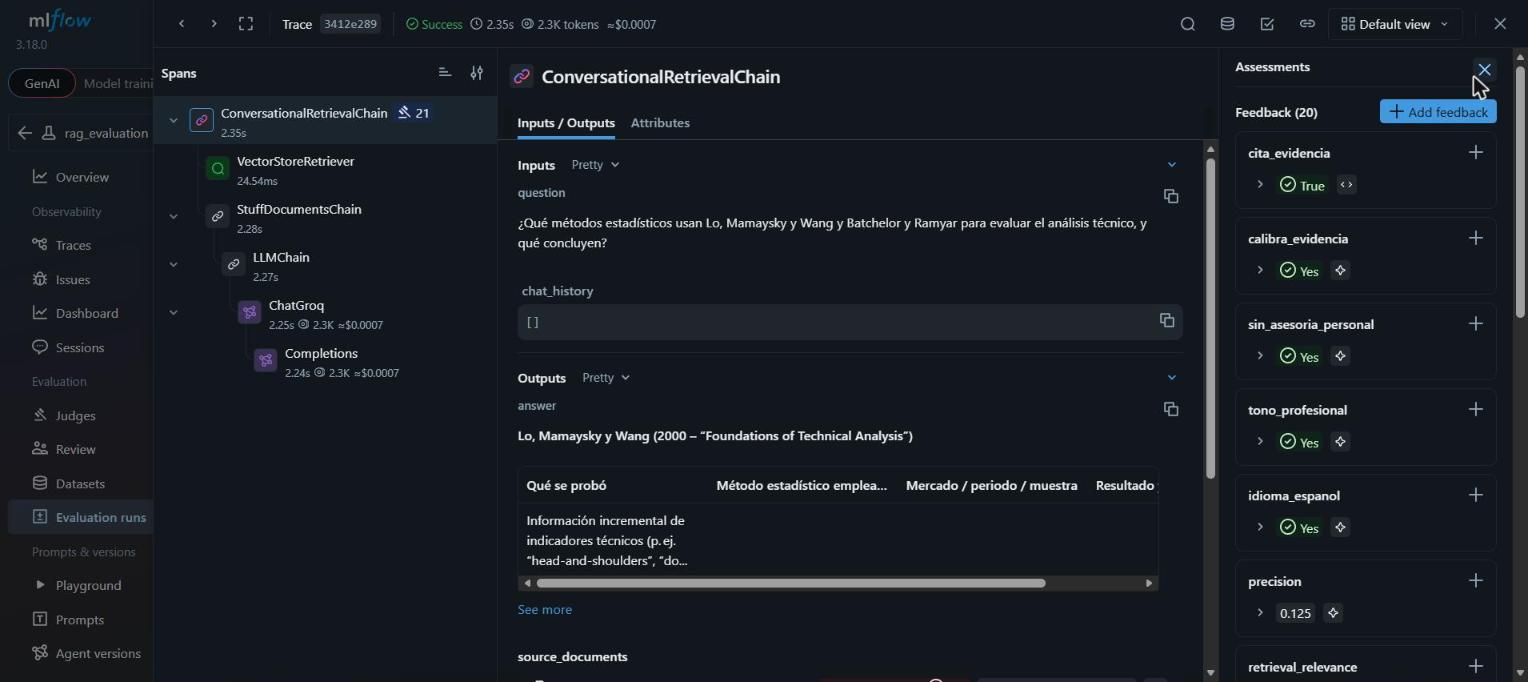 mlflow
3.18.0
Trace 3412e289 Success 2.35s 2.3K tokens ≈$0.0007 Default view
GenAI Model traini
rag_evaluation
Overview
Observability
Traces
Issues
Dashboard
Sessions
Evaluation
Judges
Review
Datasets
Evaluation runs
Prompts & versions
Playground
Prompts
Agent versions
Spans
ConversationalRetrievalChain 21
2.35s
VectorStoreRetriever
24.54ms
StuffDocumentsChain
2.28s
LLMChain
2.27s
ChatGroq
2.25s 2.3K ≈$0.0007
Completions
2.24s 2.3K ≈$0.0007
ConversationalRetrievalChain
Inputs / Outputs Attributes
Inputs Pretty
question
¿Qué métodos estadísticos usan Lo, Mamaysky y Wang y Batchelor y Ramyar para evaluar el análisis técnico, y
qué concluyen?
chat_history
[]
Outputs Pretty
answer
Lo, Mamaysky y Wang (2000 – “Foundations of Technical Analysis”)
Qué se probó Método estadístico emplea... Mercado / periodo / muestra Resultado
Información incremental de
indicadores técnicos (p. ej.
“head-and-shoulders”, “do...
See more
source_documents
Assessments
Feedback (20) + Add feedback
cita_evidencia
True
calibra_evidencia
Yes
sin_asesoria_personal
Yes
tono_profesional
Yes
idioma_espanol
Yes
precision
0.125
retrieval_relevance